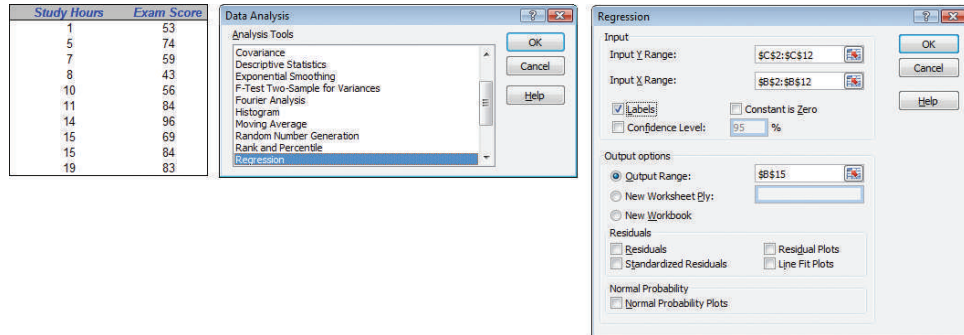 Study Hours Exam Score
1 53
5 74
7 59
8 43
10 56
11 84
14 96
15 69
15 84
19 83
Data Analysis
Analysis Tools
Covariance
Descriptive Statistics
Exponential Smoothing
F-Test Two-Sample for Variances
Fourier Analysis
Histogram
Moving Average
Random Number Generation
Rank and Percentile
Regression
OK
Cancel
Help
Regression
Input
Input Y Range: $C$2:$C$12
Input X Range: $B$2:$B$12
Labels Constant is Zero
Confidence Level: 95 %
OK
Cancel
Help
Output options
Output Range: $B$15
New Worksheet Ply:
New Workbook
Residuals
Residuals Residual Plots
Standardized Residuals Line Fit Plots
Normal Probability
Normal Probability Plots